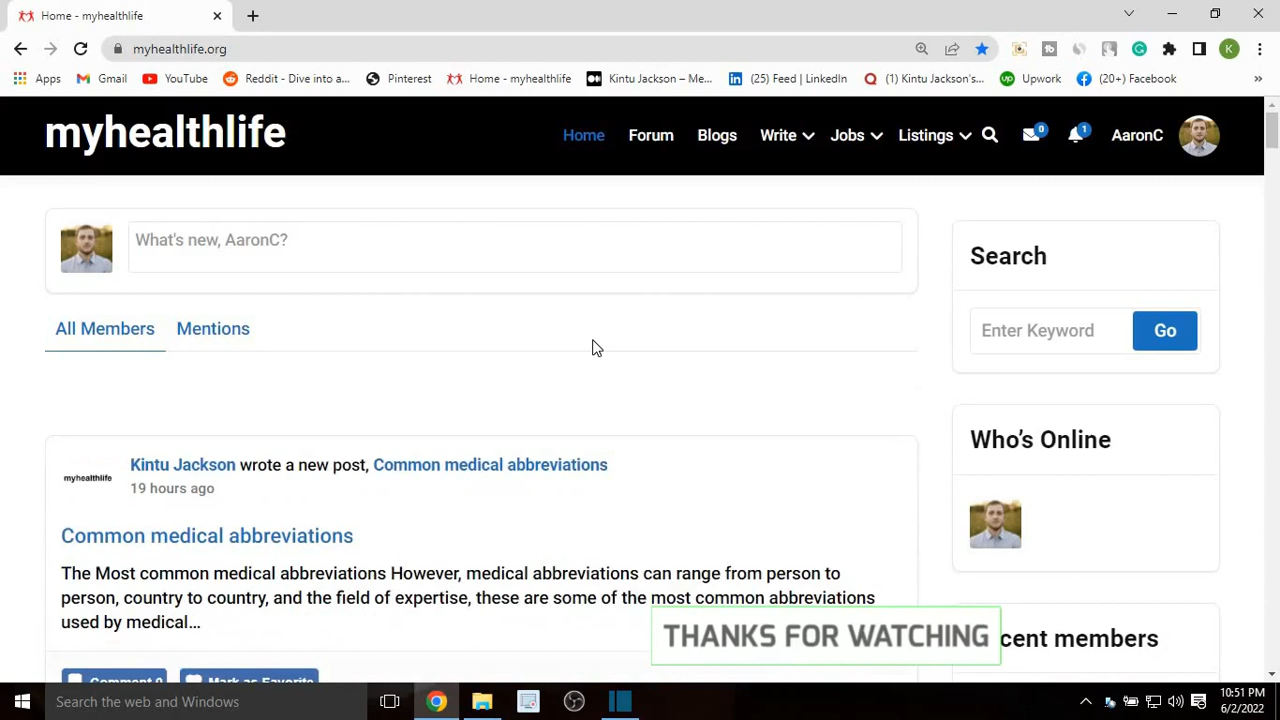 Home - myhealthlife
myhealthlife.org
Apps Gmail YouTube Reddit - Dive into a... Pinterest Home - myhealthlife Kintu Jackson – Me... (25) Feed | LinkedIn (1) Kintu Jackson's... Upwork (20+) Facebook »
K
myhealthlife
Home Forum Blogs Write Jobs Listings 0 1 AaronC
What's new, AaronC?
All Members Mentions
Search
Enter Keyword Go
Who's Online
myhealthlife
Kintu Jackson wrote a new post, Common medical abbreviations
19 hours ago
Common medical abbreviations
The Most common medical abbreviations However, medical abbreviations can range from person to
person, country to country, and the field of expertise, these are some of the most common abbreviations
used by medical...
Comment 0 Mark as Favorite
THANKS FOR WATCHING
cent members
Search the web and Windows
10:51 PM
6/2/2022